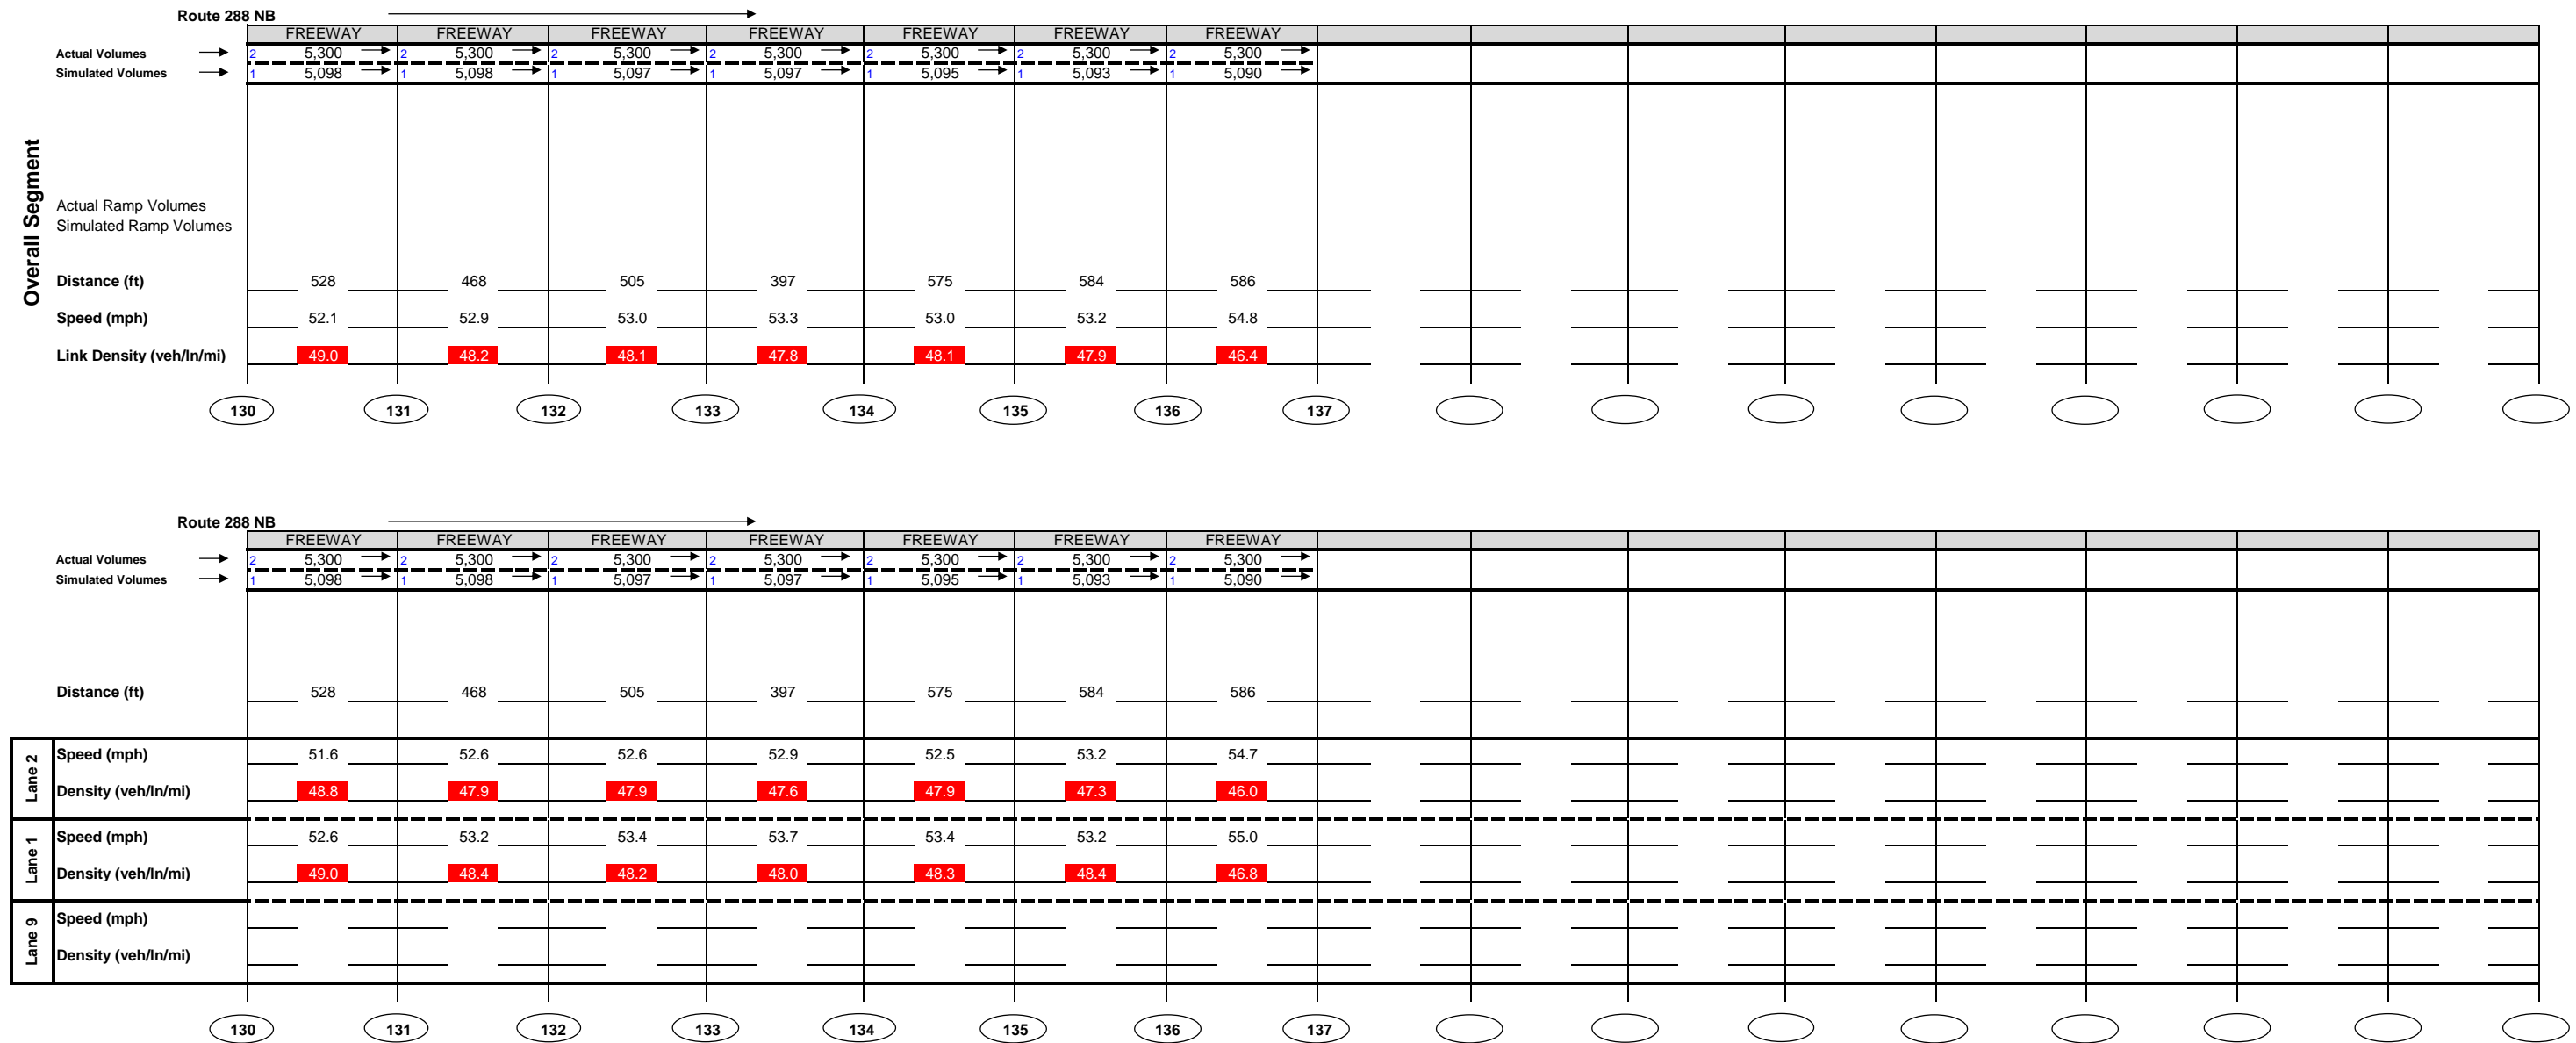 Route 288 NB
FREEWAY FREEWAY FREEWAY FREEWAY FREEWAY FREEWAY FREEWAY
Actual Volumes 2 5,300 2 5,300 2 5,300 2 5,300 2 5,300 2 5,300 2 5,300
Simulated Volumes 1 5,098 1 5,098 1 5,097 1 5,097 1 5,095 1 5,093 1 5,090
Overall Segment
Actual Ramp Volumes
Simulated Ramp Volumes
Distance (ft) 528 468 505 397 575 584 586
Speed (mph) 52.1 52.9 53.0 53.3 53.0 53.2 54.8
Link Density (veh/ln/mi) 49.0 48.2 48.1 47.8 48.1 47.9 46.4
130 131 132 133 134 135 136 137
Route 288 NB
FREEWAY FREEWAY FREEWAY FREEWAY FREEWAY FREEWAY FREEWAY
Actual Volumes 2 5,300 2 5,300 2 5,300 2 5,300 2 5,300 2 5,300 2 5,300
Simulated Volumes 1 5,098 1 5,098 1 5,097 1 5,097 1 5,095 1 5,093 1 5,090
Distance (ft) 528 468 505 397 575 584 586
Lane 2
Speed (mph) 51.6 52.6 52.6 52.9 52.5 53.2 54.7
Density (veh/ln/mi) 48.8 47.9 47.9 47.6 47.9 47.3 46.0
Lane 1
Speed (mph) 52.6 53.2 53.4 53.7 53.4 53.2 55.0
Density (veh/ln/mi) 49.0 48.4 48.2 48.0 48.3 48.4 46.8
Lane 9
Speed (mph)
Density (veh/ln/mi)
130 131 132 133 134 135 136 137